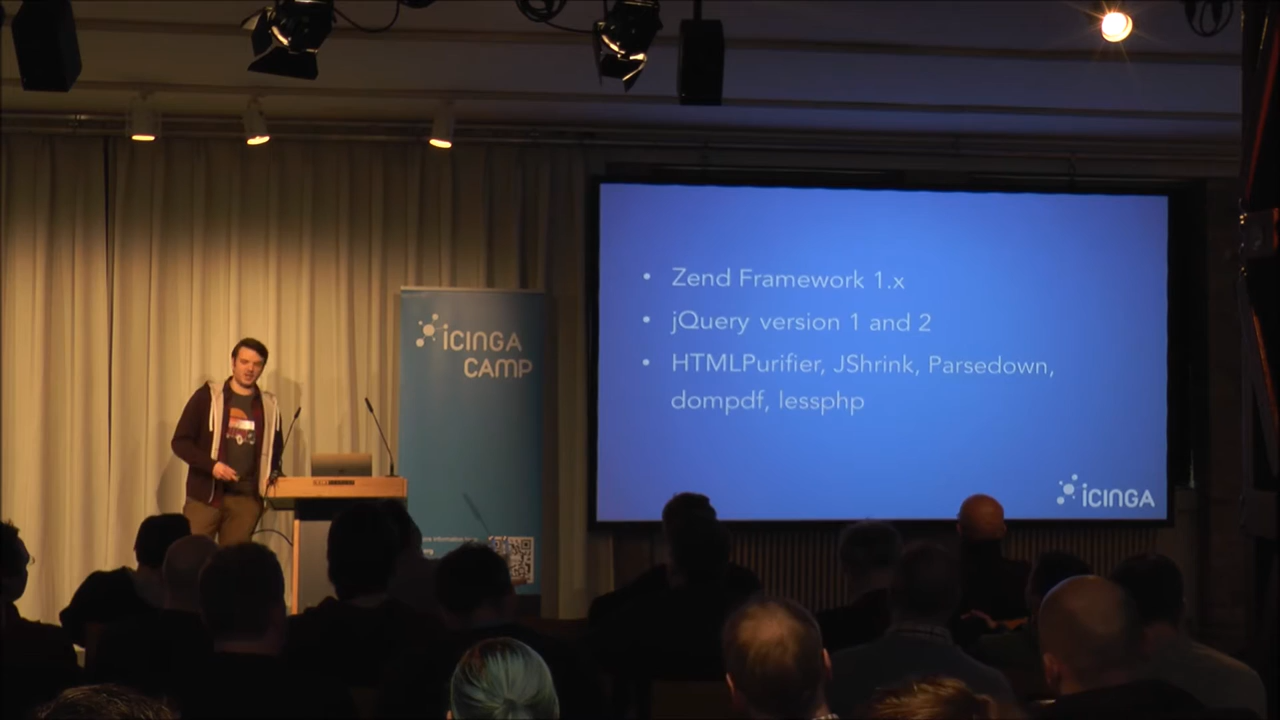 iCINGA
CAMP
• Zend Framework 1.x
• jQuery version 1 and 2
• HTMLPurifier, JShrink, Parsedown,
dompdf, lessphp
iCINGA